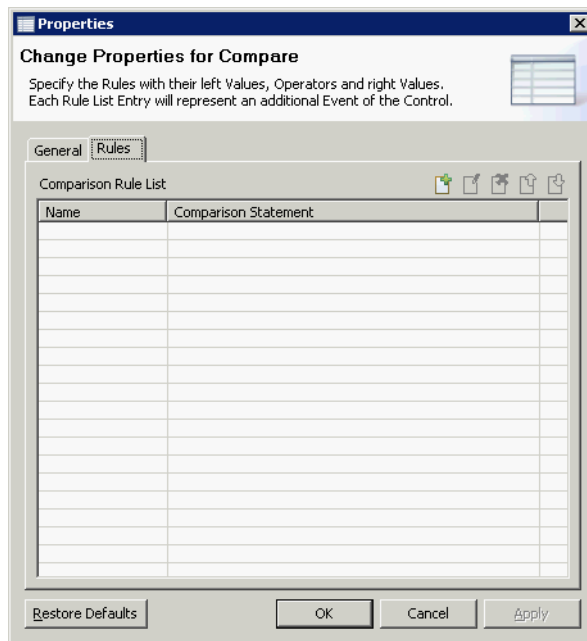 Properties
Change Properties for Compare
Specify the Rules with their left Values, Operators and right Values.
Each Rule List Entry will represent an additional Event of the Control.
General Rules
Comparison Rule List
Name Comparison Statement
Restore Defaults OK Cancel Apply